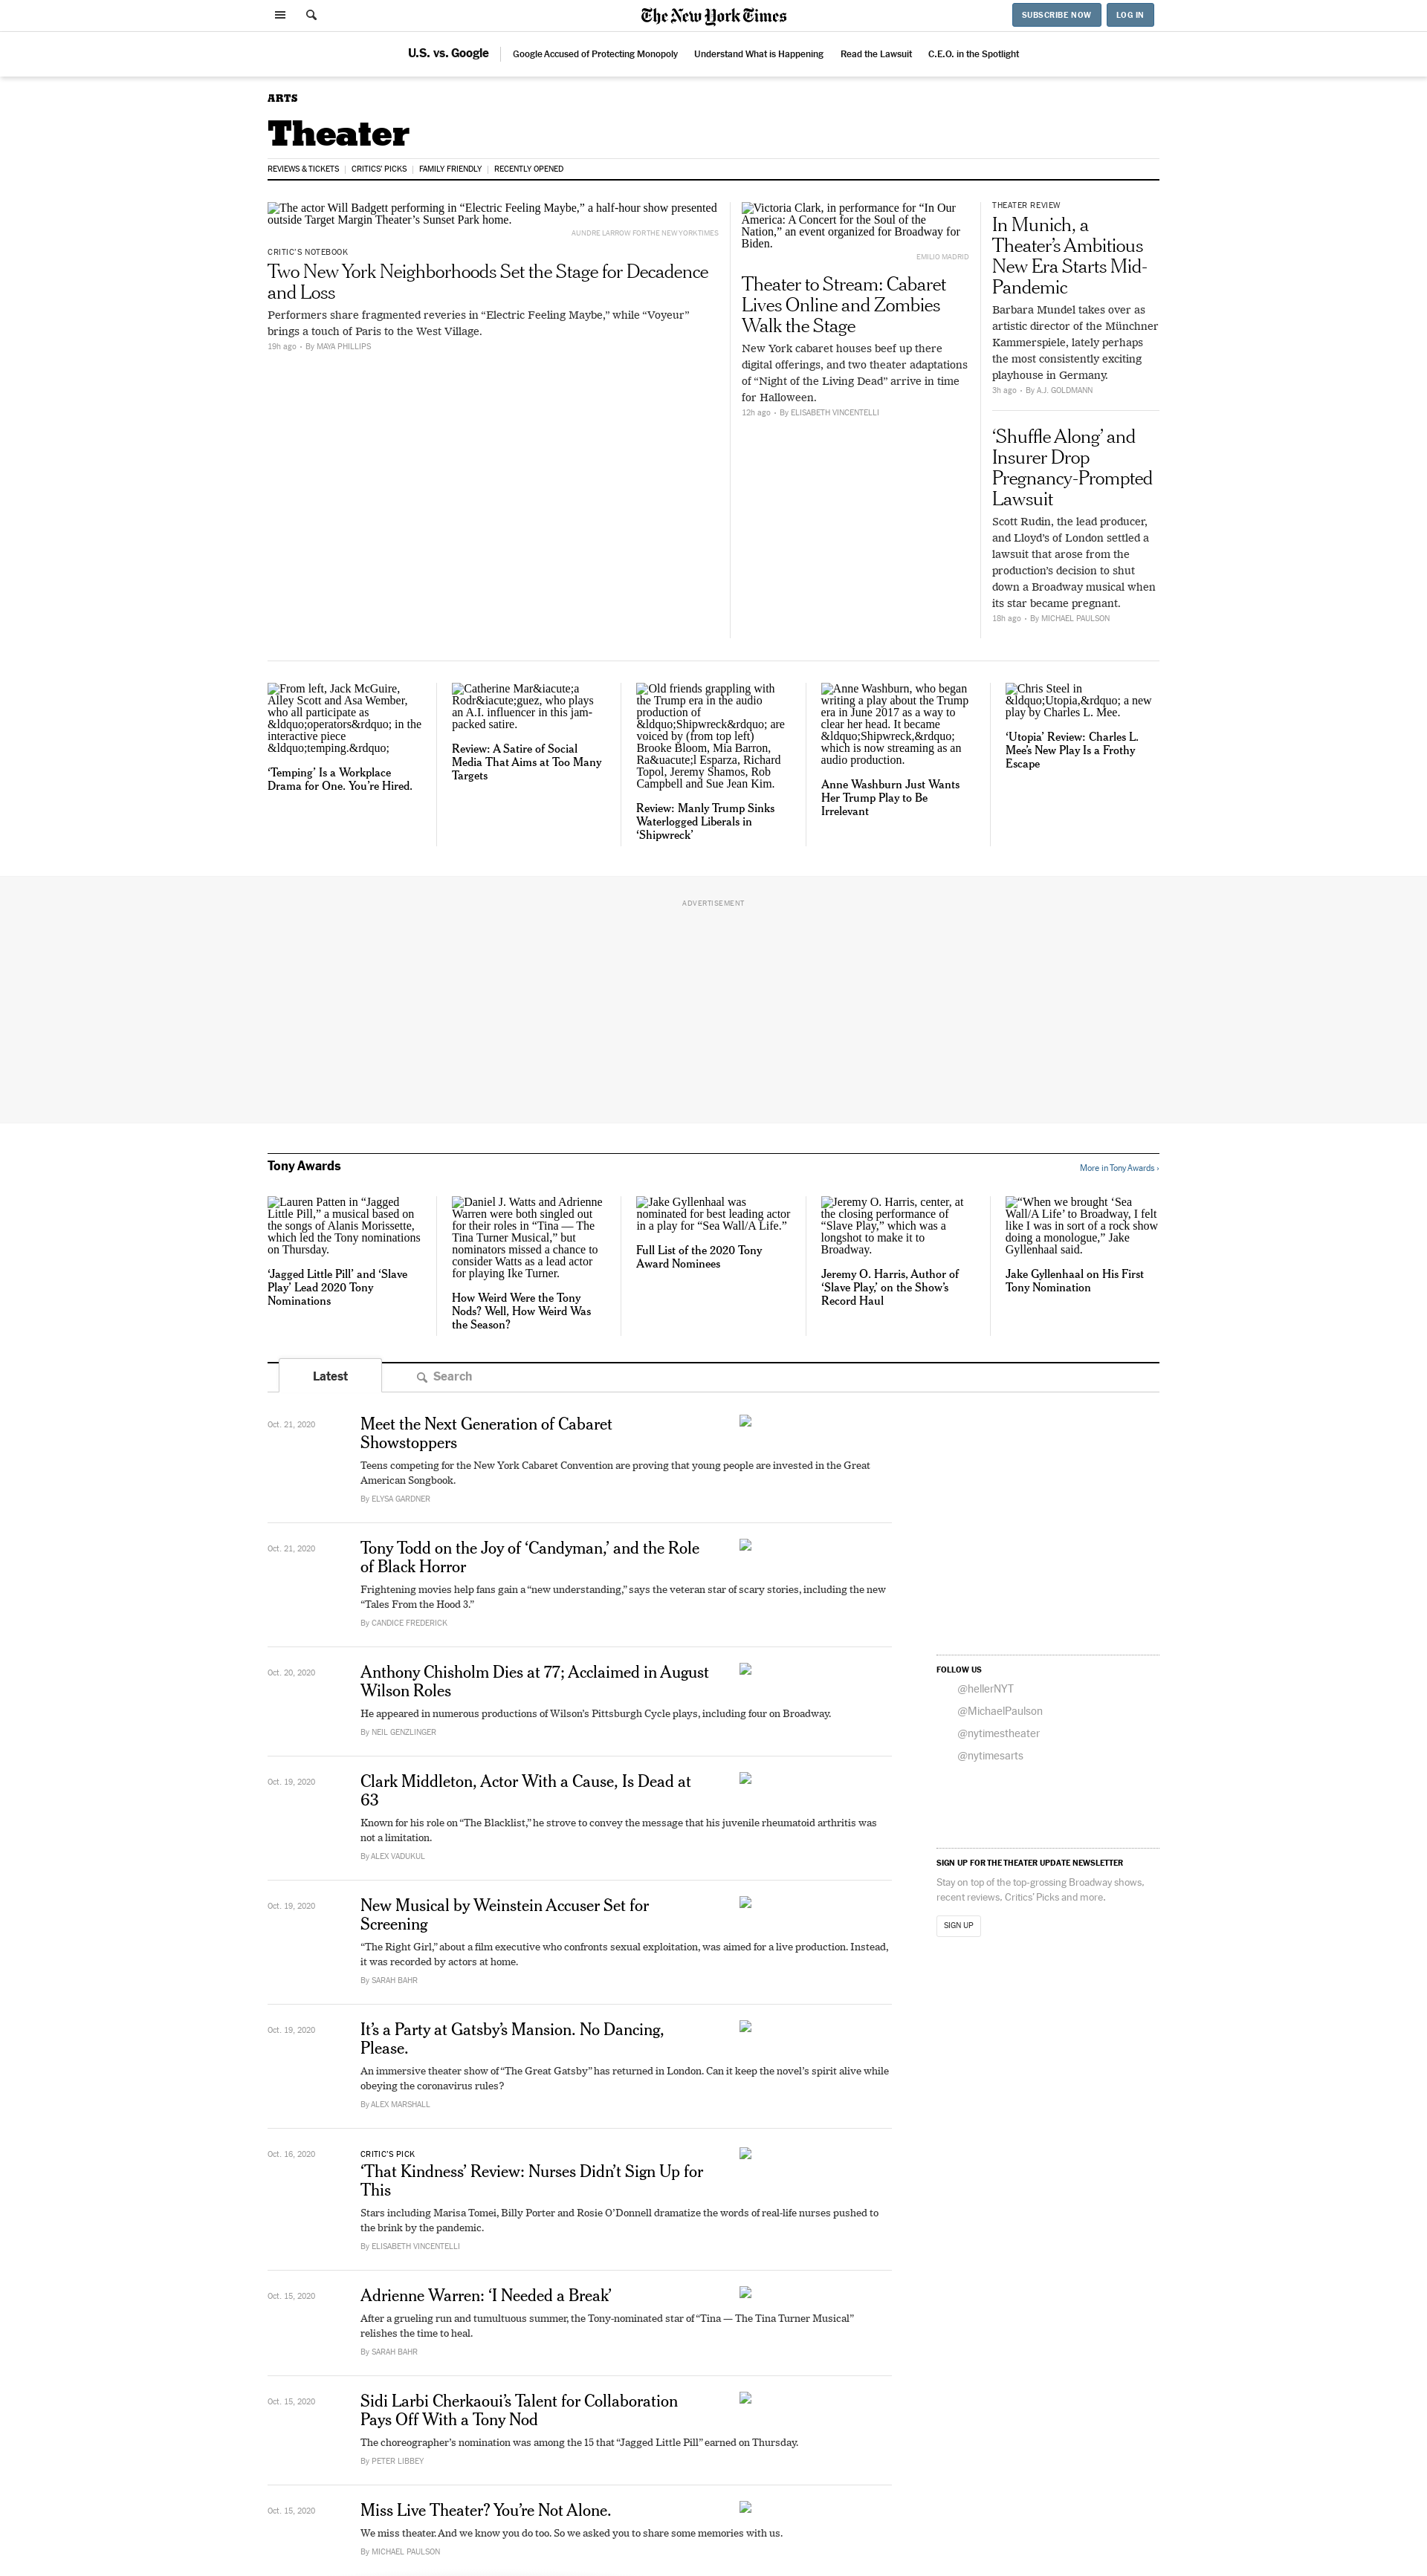 The New York Times
SUBSCRIBE NOW
LOG IN
U.S. vs. Google
Google Accused of Protecting Monopoly
Understand What is Happening
Read the Lawsuit
C.E.O. in the Spotlight
ARTS
Theater
REVIEWS & TICKETS
CRITICS' PICKS
FAMILY FRIENDLY
RECENTLY OPENED
The actor Will Badgett performing in “Electric Feeling Maybe,” a half-hour show presented
outside Target Margin Theater’s Sunset Park home.
AUNDRE LARROW FOR THE NEW YORK TIMES
CRITIC’S NOTEBOOK
Two New York Neighborhoods Set the Stage for Decadence
and Loss
Performers share fragmented reveries in “Electric Feeling Maybe,” while “Voyeur”
brings a touch of Paris to the West Village.
19h ago • By MAYA PHILLIPS
Victoria Clark, in performance for “In Our
America: A Concert for the Soul of the
Nation,” an event organized for Broadway for
Biden.
EMILIO MADRID
Theater to Stream: Cabaret
Lives Online and Zombies
Walk the Stage
New York cabaret houses beef up there
digital offerings, and two theater adaptations
of “Night of the Living Dead” arrive in time
for Halloween.
12h ago • By ELISABETH VINCENTELLI
THEATER REVIEW
In Munich, a
Theater’s Ambitious
New Era Starts Mid-
Pandemic
Barbara Mundel takes over as
artistic director of the Münchner
Kammerspiele, lately perhaps
the most consistently exciting
playhouse in Germany.
3h ago • By A.J. GOLDMANN
‘Shuffle Along’ and
Insurer Drop
Pregnancy-Prompted
Lawsuit
Scott Rudin, the lead producer,
and Lloyd’s of London settled a
lawsuit that arose from the
production’s decision to shut
down a Broadway musical when
its star became pregnant.
18h ago • By MICHAEL PAULSON
From left, Jack McGuire,
Alley Scott and Asa Wember,
who all participate as
&ldquo;operators&rdquo; in the
interactive piece
&ldquo;temping.&rdquo;
‘Temping’ Is a Workplace
Drama for One. You’re Hired.
Catherine Mar&iacute;a
Rodr&iacute;guez, who plays
an A.I. influencer in this jam-
packed satire.
Review: A Satire of Social
Media That Aims at Too Many
Targets
Old friends grappling with
the Trump era in the audio
production of
&ldquo;Shipwreck&rdquo; are
voiced by (from top left)
Brooke Bloom, Mia Barron,
Ra&uacute;l Esparza, Richard
Topol, Jeremy Shamos, Rob
Campbell and Sue Jean Kim.
Review: Manly Trump Sinks
Waterlogged Liberals in
‘Shipwreck’
Anne Washburn, who began
writing a play about the Trump
era in June 2017 as a way to
clear her head. It became
&ldquo;Shipwreck,&rdquo;
which is now streaming as an
audio production.
Anne Washburn Just Wants
Her Trump Play to Be
Irrelevant
Chris Steel in
&ldquo;Utopia,&rdquo; a new
play by Charles L. Mee.
‘Utopia’ Review: Charles L.
Mee’s New Play Is a Frothy
Escape
ADVERTISEMENT
Tony Awards
More in Tony Awards ›
Lauren Patten in “Jagged
Little Pill,” a musical based on
the songs of Alanis Morissette,
which led the Tony nominations
on Thursday.
‘Jagged Little Pill’ and ‘Slave
Play’ Lead 2020 Tony
Nominations
Daniel J. Watts and Adrienne
Warren were both singled out
for their roles in “Tina — The
Tina Turner Musical,” but
nominators missed a chance to
consider Watts as a lead actor
for playing Ike Turner.
How Weird Were the Tony
Nods? Well, How Weird Was
the Season?
Jake Gyllenhaal was
nominated for best leading actor
in a play for “Sea Wall/A Life.”
Full List of the 2020 Tony
Award Nominees
Jeremy O. Harris, center, at
the closing performance of
“Slave Play,” which was a
longshot to make it to
Broadway.
Jeremy O. Harris, Author of
‘Slave Play,’ on the Show’s
Record Haul
“When we brought ‘Sea
Wall/A Life’ to Broadway, I felt
like I was in sort of a rock show
doing a monologue,” Jake
Gyllenhaal said.
Jake Gyllenhaal on His First
Tony Nomination
Latest
Search
Oct. 21, 2020
Meet the Next Generation of Cabaret
Showstoppers
Teens competing for the New York Cabaret Convention are proving that young people are invested in the Great
American Songbook.
By ELYSA GARDNER
Oct. 21, 2020
Tony Todd on the Joy of ‘Candyman,’ and the Role
of Black Horror
Frightening movies help fans gain a “new understanding,” says the veteran star of scary stories, including the new
“Tales From the Hood 3.”
By CANDICE FREDERICK
Oct. 20, 2020
Anthony Chisholm Dies at 77; Acclaimed in August
Wilson Roles
He appeared in numerous productions of Wilson’s Pittsburgh Cycle plays, including four on Broadway.
By NEIL GENZLINGER
Oct. 19, 2020
Clark Middleton, Actor With a Cause, Is Dead at
63
Known for his role on “The Blacklist,” he strove to convey the message that his juvenile rheumatoid arthritis was
not a limitation.
By ALEX VADUKUL
Oct. 19, 2020
New Musical by Weinstein Accuser Set for
Screening
“The Right Girl,” about a film executive who confronts sexual exploitation, was aimed for a live production. Instead,
it was recorded by actors at home.
By SARAH BAHR
Oct. 19, 2020
It’s a Party at Gatsby’s Mansion. No Dancing,
Please.
An immersive theater show of “The Great Gatsby” has returned in London. Can it keep the novel’s spirit alive while
obeying the coronavirus rules?
By ALEX MARSHALL
Oct. 16, 2020
CRITIC’S PICK
‘That Kindness’ Review: Nurses Didn’t Sign Up for
This
Stars including Marisa Tomei, Billy Porter and Rosie O’Donnell dramatize the words of real-life nurses pushed to
the brink by the pandemic.
By ELISABETH VINCENTELLI
Oct. 15, 2020
Adrienne Warren: ‘I Needed a Break’
After a grueling run and tumultuous summer, the Tony-nominated star of “Tina — The Tina Turner Musical”
relishes the time to heal.
By SARAH BAHR
Oct. 15, 2020
Sidi Larbi Cherkaoui’s Talent for Collaboration
Pays Off With a Tony Nod
The choreographer’s nomination was among the 15 that “Jagged Little Pill” earned on Thursday.
By PETER LIBBEY
Oct. 15, 2020
Miss Live Theater? You’re Not Alone.
We miss theater. And we know you do too. So we asked you to share some memories with us.
By MICHAEL PAULSON
FOLLOW US
@hellerNYT
@MichaelPaulson
@nytimestheater
@nytimesarts
SIGN UP FOR THE THEATER UPDATE NEWSLETTER
Stay on top of the top-grossing Broadway shows,
recent reviews, Critics’ Picks and more.
SIGN UP